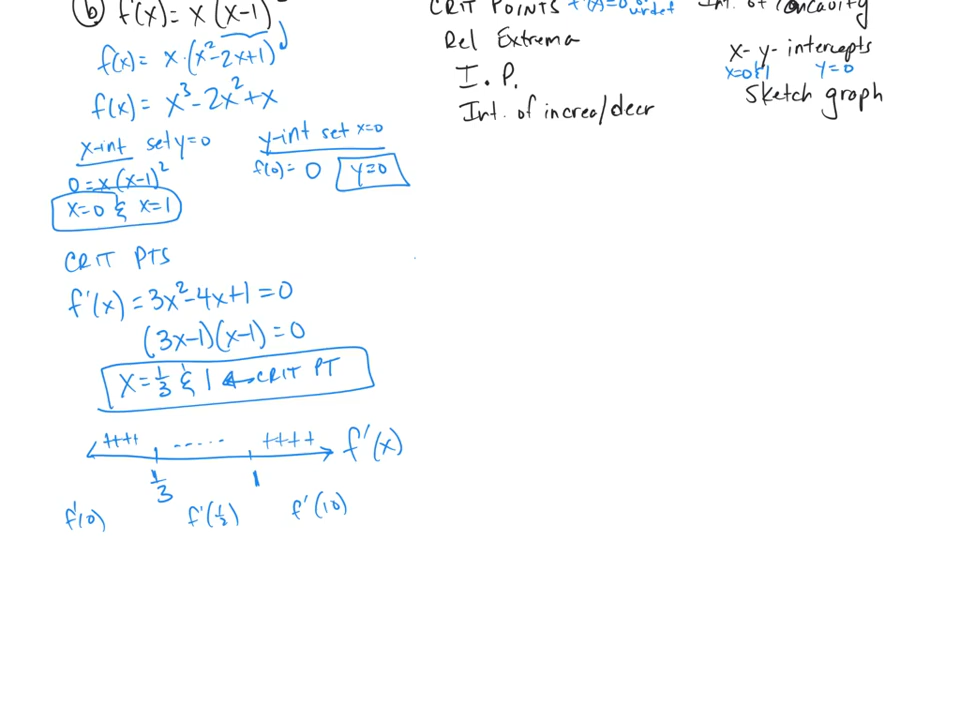 b f(x) = x (x-1)
f(x) = x·(x²-2x+1)
f(x) = x³-2x²+x
x-int set y=0
0=x(x-1)²
x=0 & x=1
y-int set x=0
f(0)= 0 y=0
CRIT PTS
f'(x) = 3x²-4x+1 = 0
(3x-1)(x-1) = 0
x = 1/3 & 1 ← CRIT PT
++++ ----- ++++ f'(x)
1/3 1
f'(0) f'(1/2) f'(10)
CRIT POINTS f'(x)=0 or undef
Rel Extrema
I.P.
Int. of increa/decr
Int. of Concavity
x- y- intercepts
x=0&1 y=0
Sketch graph